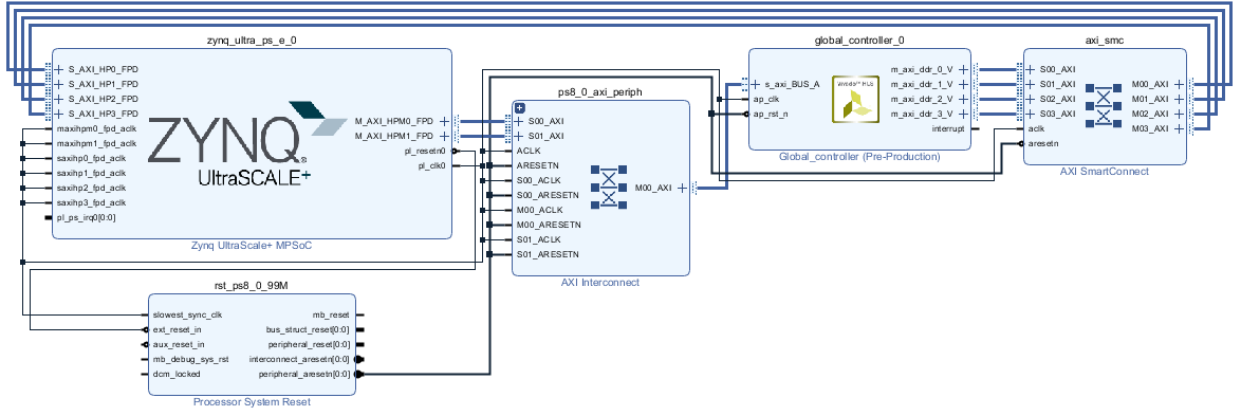 zynq_ultra_ps_e_0
S_AXI_HP0_FPD
S_AXI_HP1_FPD
S_AXI_HP2_FPD
S_AXI_HP3_FPD
maxihpm0_fpd_aclk
maxihpm1_fpd_aclk
saxihp0_fpd_aclk
saxihp1_fpd_aclk
saxihp2_fpd_aclk
saxihp3_fpd_aclk
pl_ps_irq0[0:0]
ZYNQ
UltraSCALE+
M_AXI_HPM0_FPD
M_AXI_HPM1_FPD
pl_resetn0
pl_clk0
Zynq UltraScale+ MPSoC
rst_ps8_0_99M
slowest_sync_clk
ext_reset_in
aux_reset_in
mb_debug_sys_rst
dcm_locked
mb_reset
bus_struct_reset[0:0]
peripheral_reset[0:0]
interconnect_aresetn[0:0]
peripheral_aresetn[0:0]
Processor System Reset
ps8_0_axi_periph
S00_AXI
S01_AXI
ACLK
ARESETN
S00_ACLK
S00_ARESETN
M00_ACLK
M00_ARESETN
S01_ACLK
S01_ARESETN
M00_AXI
AXI Interconnect
global_controller_0
s_axi_BUS_A
ap_clk
ap_rst_n
m_axi_ddr_0_V
m_axi_ddr_1_V
m_axi_ddr_2_V
m_axi_ddr_3_V
interrupt
Global_controller (Pre-Production)
axi_smc
S00_AXI
S01_AXI
S02_AXI
S03_AXI
aclk
aresetn
M00_AXI
M01_AXI
M02_AXI
M03_AXI
AXI SmartConnect